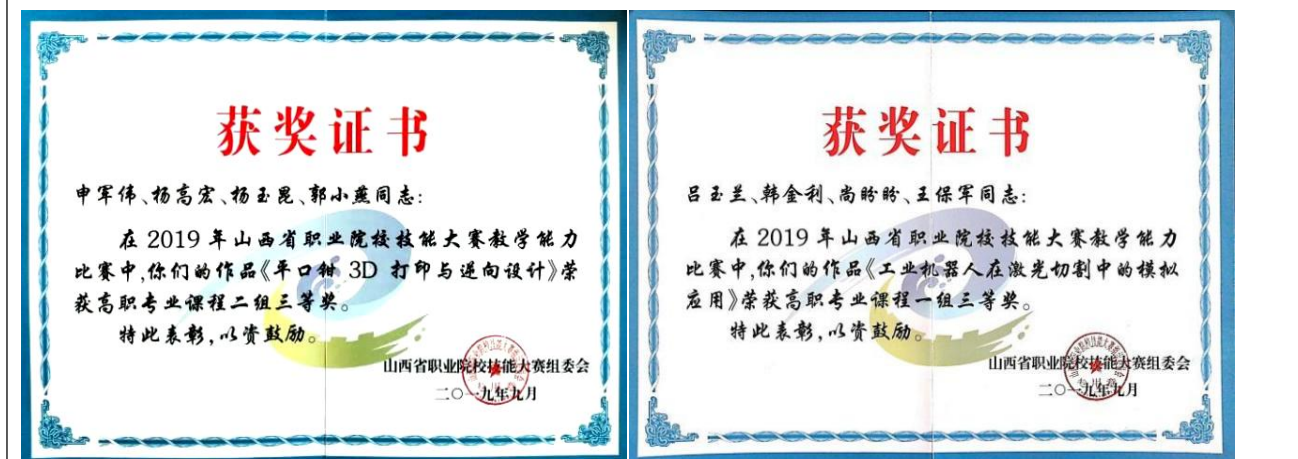 获奖证书
申军伟、杨高宏、杨玉昆、郭小燕同志:
在 2019 年山西省职业院校技能大赛教学能力
比赛中,你们的作品《平口钳 3D 打印与逆向设计》荣
获高职专业课程二组三等奖。
特此表彰,以资鼓励。
山西省职业院校技能大赛组委会
二〇一九年九月
获奖证书
吕玉兰、韩金利、尚盼盼、王保军同志:
在 2019 年山西省职业院校技能大赛教学能力
比赛中,你们的作品《工业机器人在激光切割中的模拟
应用》荣获高职专业课程一组三等奖。
特此表彰,以资鼓励。
山西省职业院校技能大赛组委会
二〇一九年九月